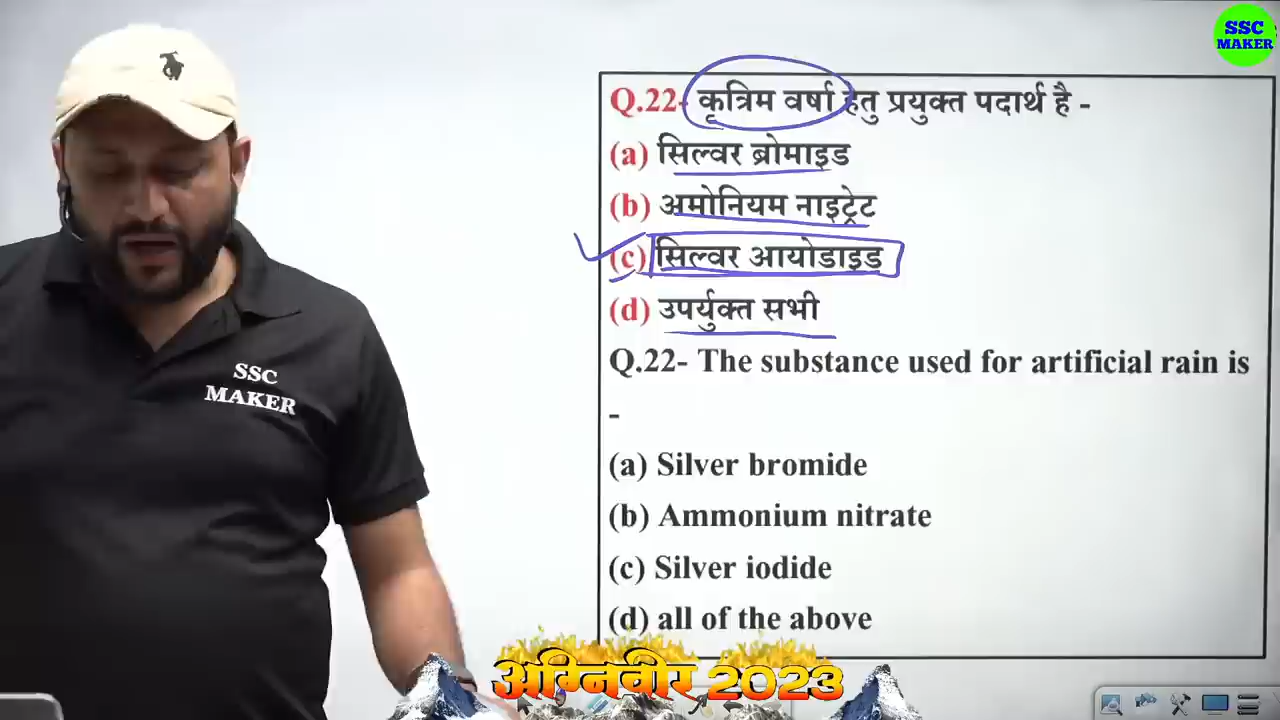 SSC
MAKER
Q.22- कृत्रिम वर्षा हेतु प्रयुक्त पदार्थ है -
(a) सिल्वर ब्रोमाइड
(b) अमोनियम नाइट्रेट
(c) सिल्वर आयोडाइड
(d) उपर्युक्त सभी
Q.22- The substance used for artificial rain is
-
(a) Silver bromide
(b) Ammonium nitrate
(c) Silver iodide
(d) all of the above
SSC
MAKER
अग्निवीर 2023